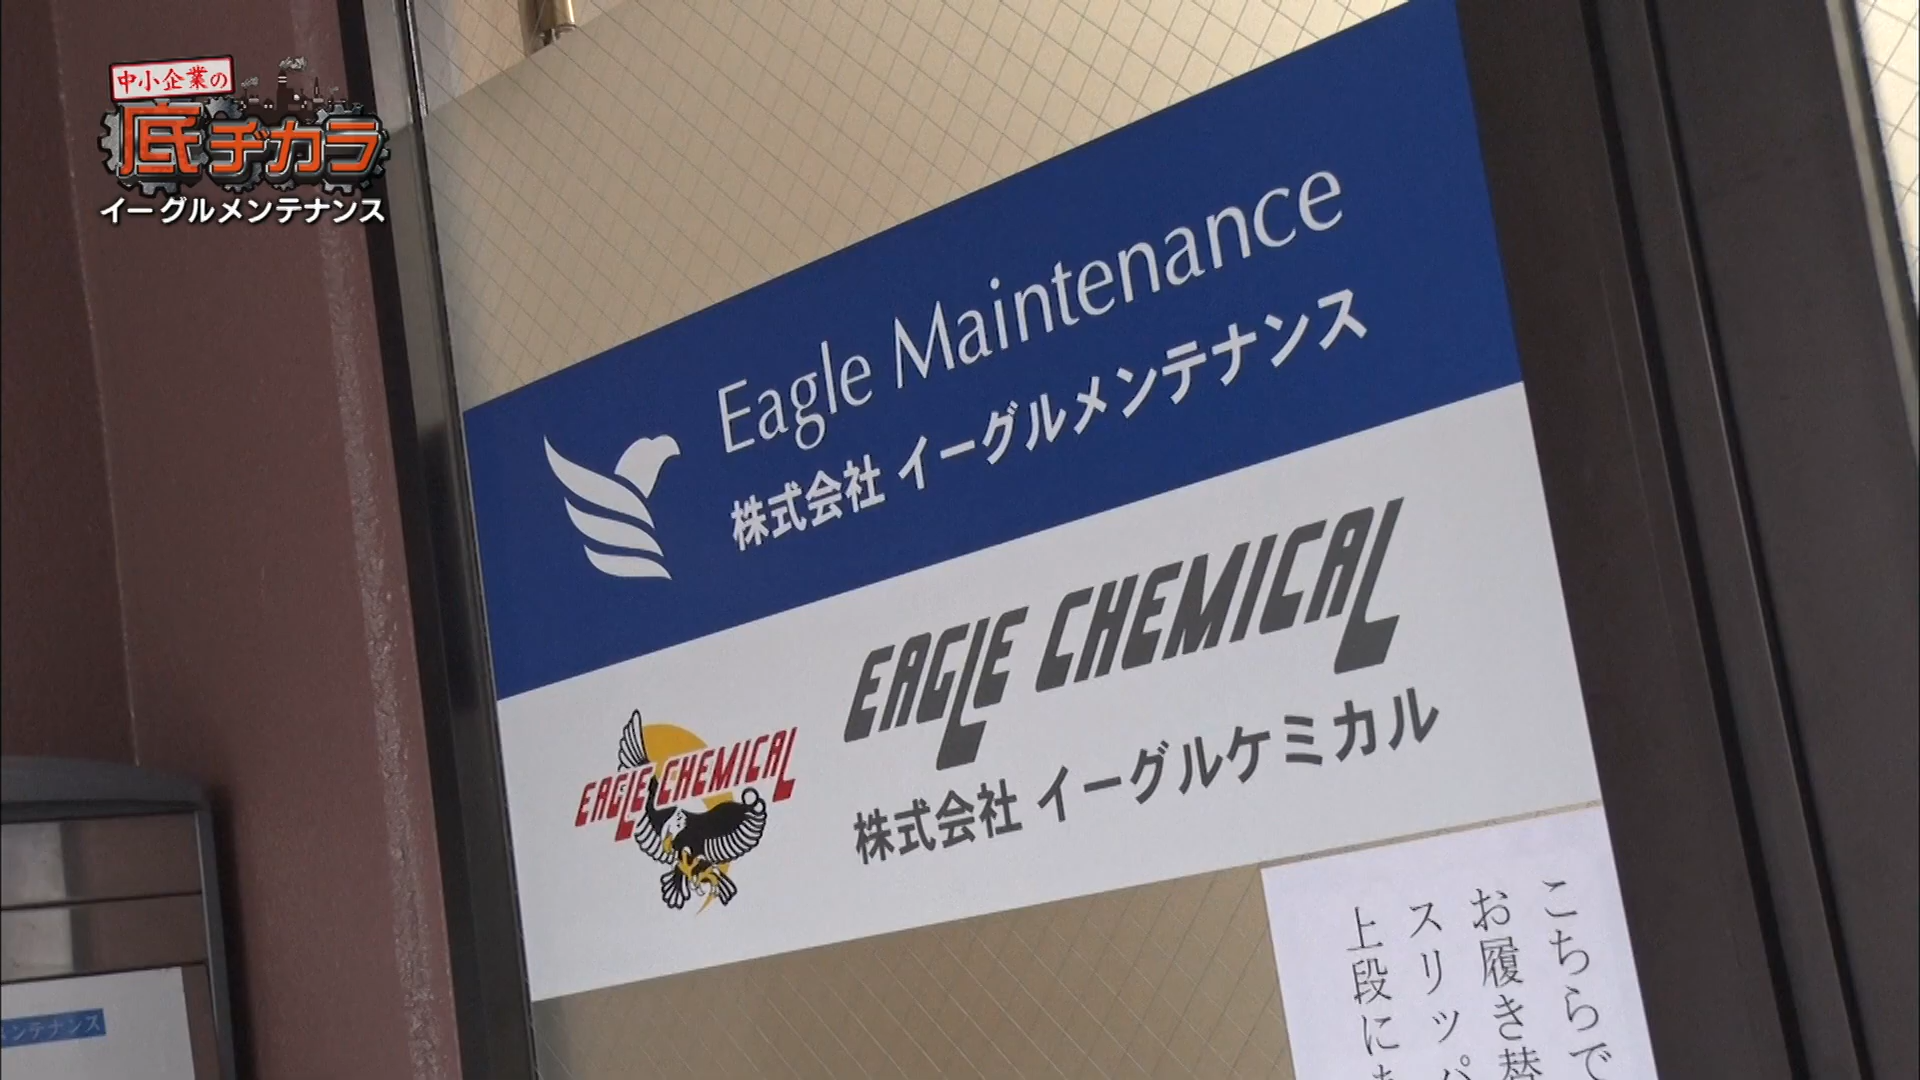 中小企業の
底ヂカラ
イーグルメンテナンス
Eagle Maintenance
株式会社 イーグルメンテナンス
EAGLE CHEMICAL
株式会社 イーグルケミカル
EAGLE CHEMICAL
こちらで
お履き替
スリッパ
上段に
メンテナンス